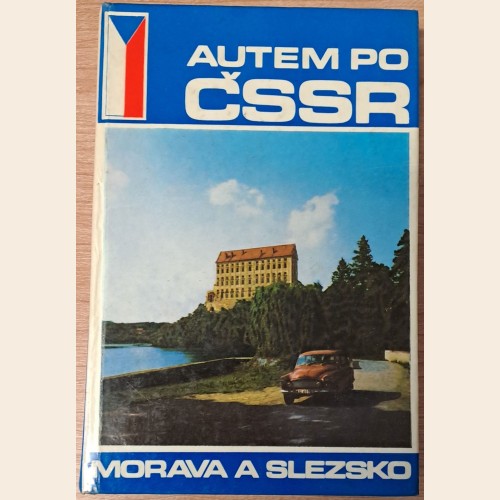 AUTEM PO
ČSSR
MORAVA A SLEZSKO